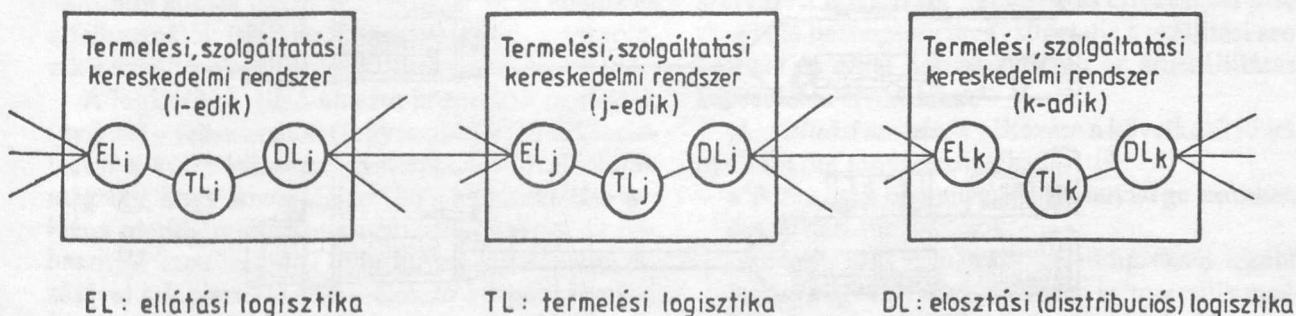 Termelési, szolgáltatási
kereskedelmi rendszer
(i-edik)
ELi
DLi
TLi
Termelési, szolgáltatási
kereskedelmi rendszer
(j-edik)
ELj
DLj
TLj
Termelési, szolgáltatási
kereskedelmi rendszer
(k-adik)
ELk
DLk
TLk
EL: ellátási logisztika
TL: termelési logisztika
DL: elosztási (disztribuciós) logisztika